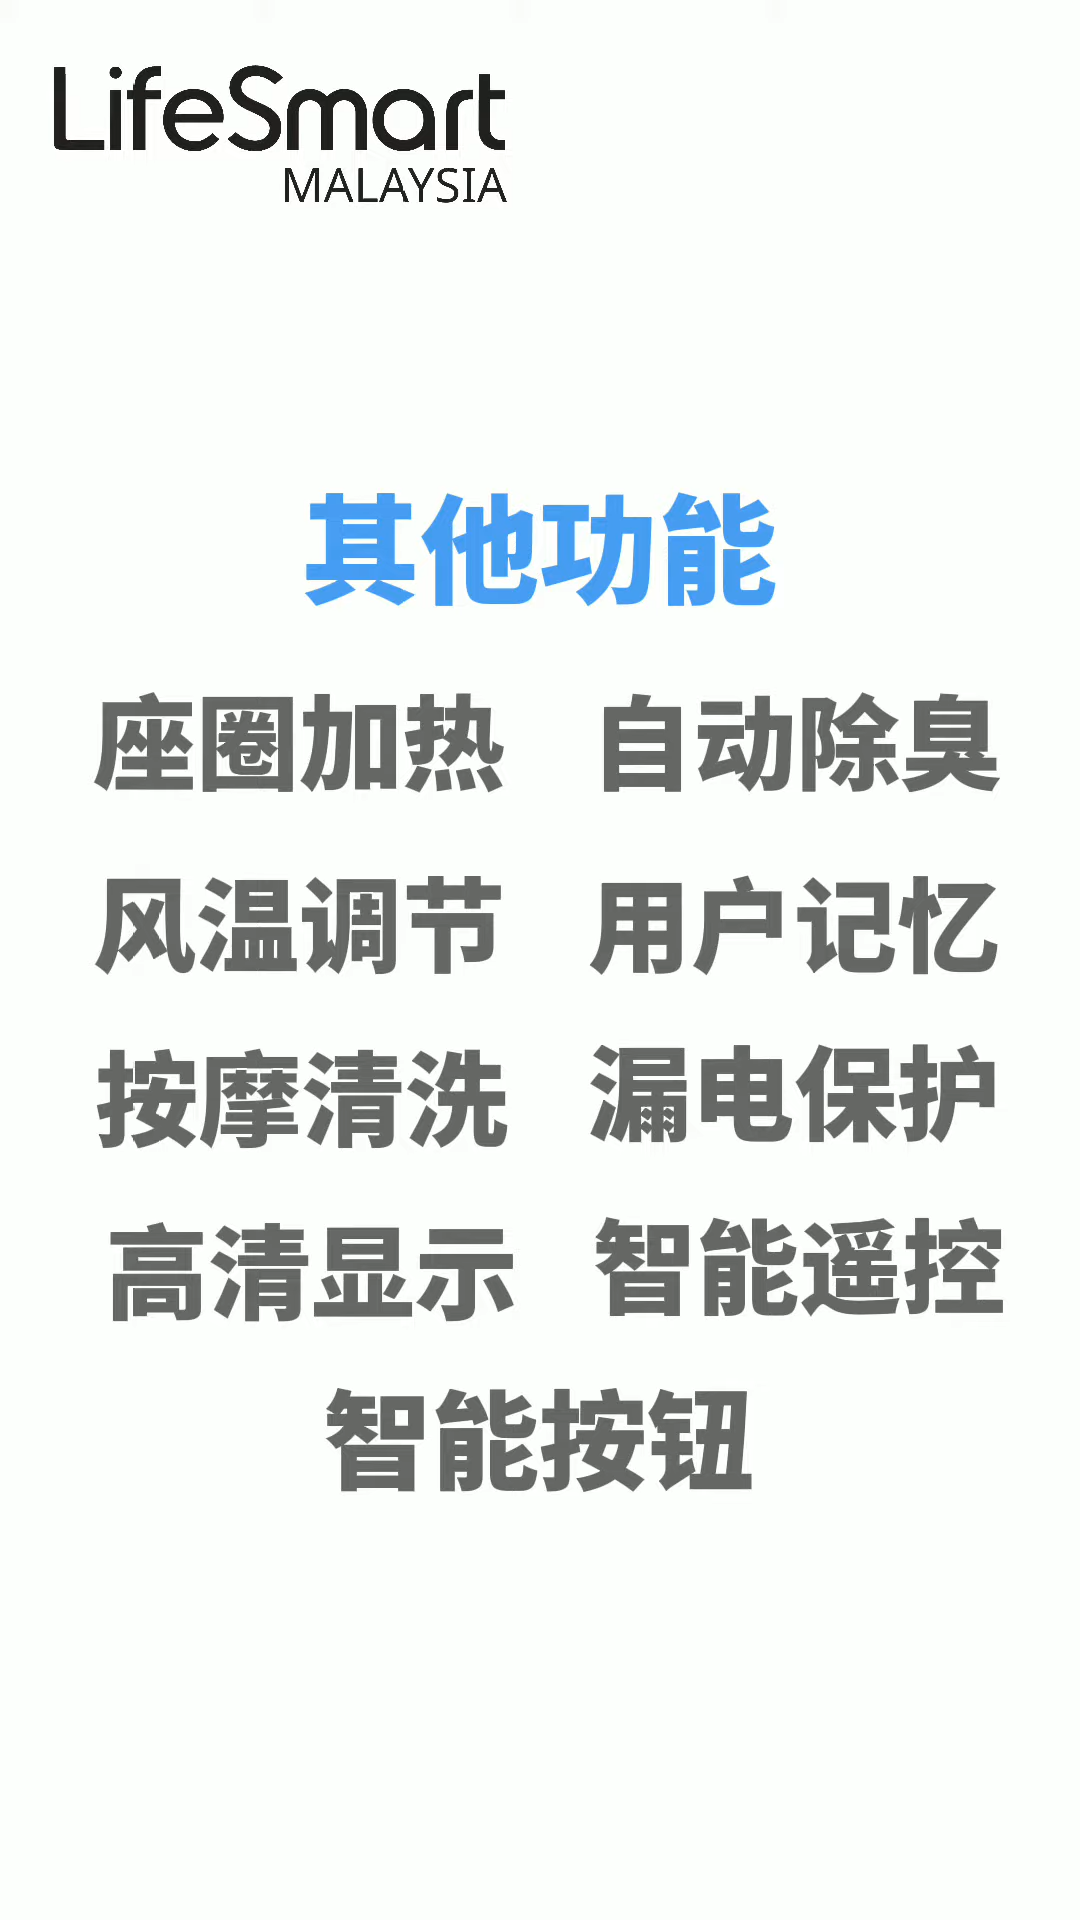 LifeSmart
MALAYSIA
其他功能
座圈加热 自动除臭
风温调节 用户记忆
按摩清洗 漏电保护
高清显示 智能遥控
智能按钮